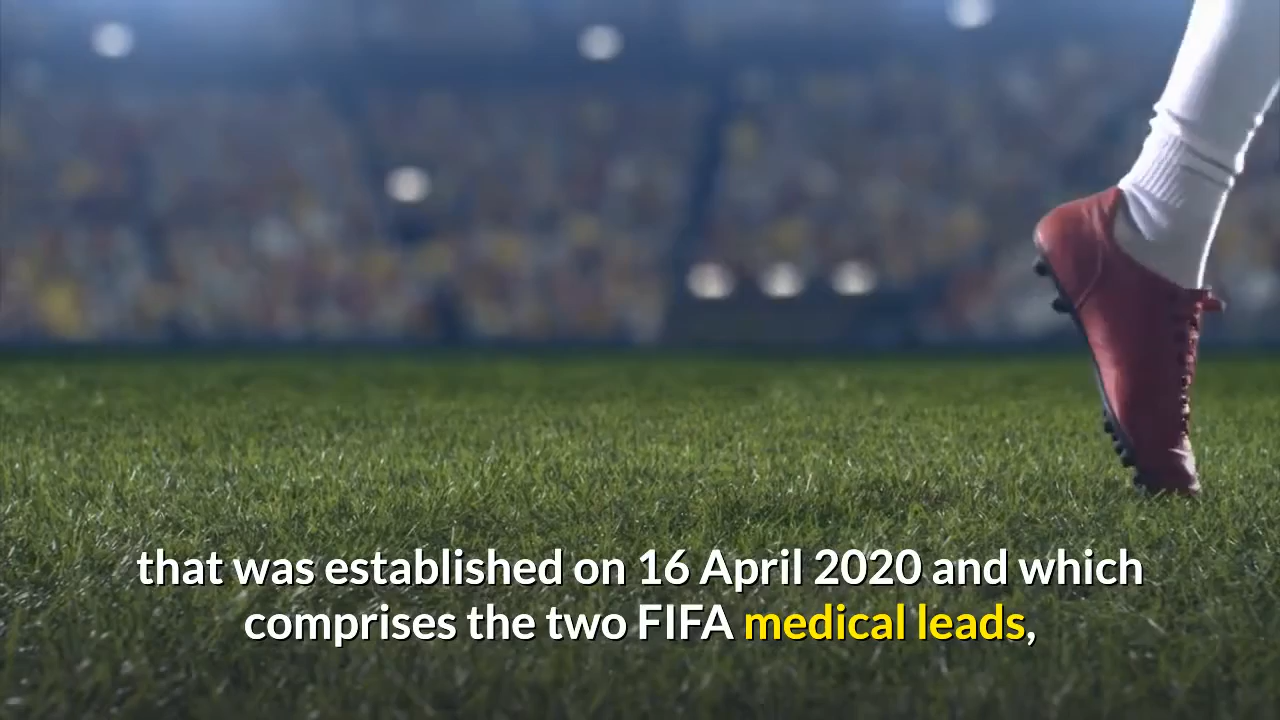 that was established on 16 April 2020 and which
comprises the two FIFA medical leads,